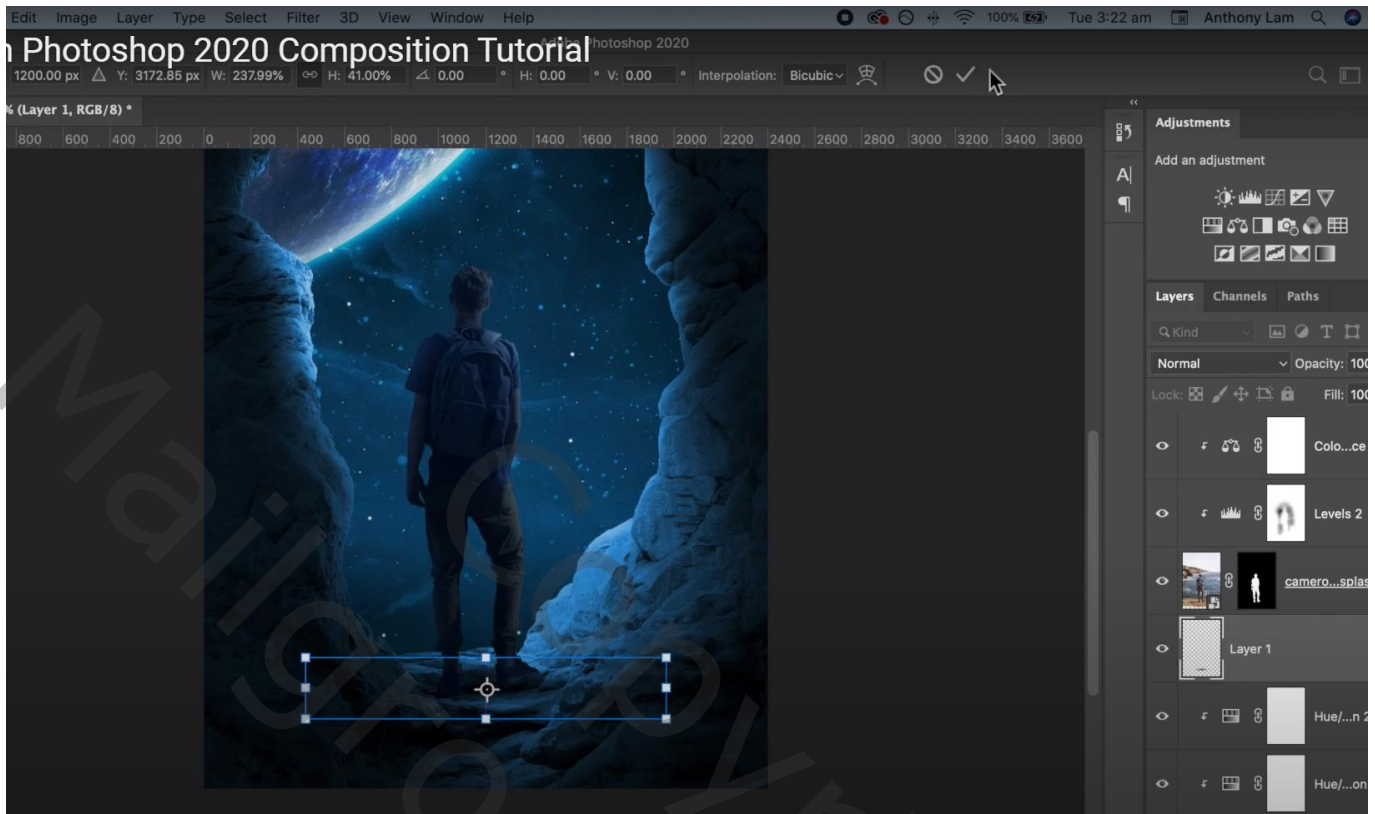 Edit Image Layer Type Select Filter 3D View Window Help 100% Tue 3:22 am Anthony Lam
Photoshop 2020 Composition Tutorial
Photoshop 2020
1200.00 px Y: 3172.85 px W: 237.99% H: 41.00% 0.00 ° H: 0.00 ° V: 0.00 ° Interpolation: Bicubic
% (Layer 1, RGB/8) *
800 600 400 200 0 200 400 600 800 1000 1200 1400 1600 1800 2000 2200 2400 2600 2800 3000 3200 3400 3600
Adjustments
Add an adjustment
Layers Channels Paths
Kind
Normal Opacity: 100
Lock: Fill: 100
Colo...ce
Levels 2
camero...splas
Layer 1
Hue/...n 2
Hue/...on